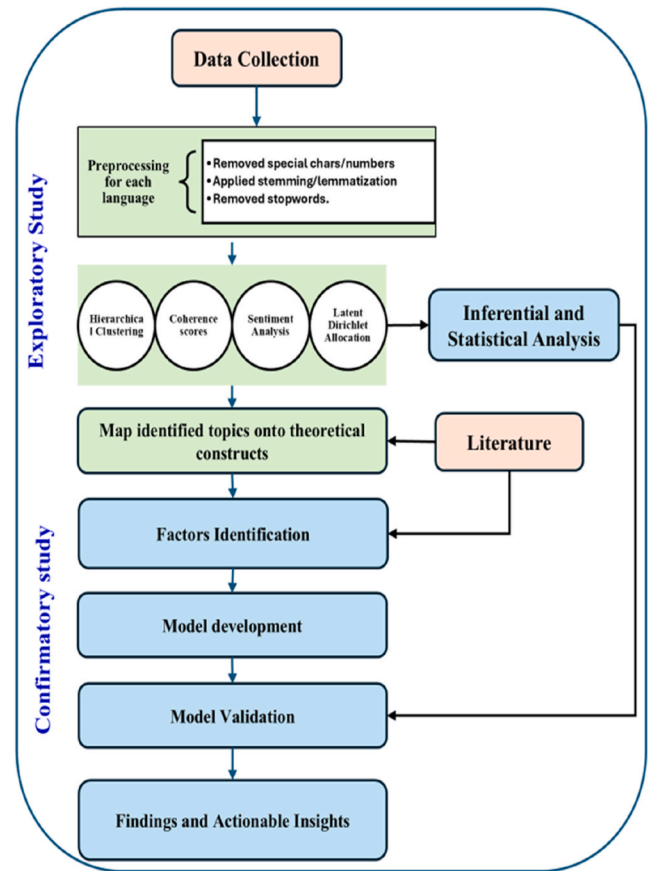 Data Collection
Exploratory Study
Preprocessing
for each
language
•Removed special chars/numbers
•Applied stemming/lemmatization
•Removed stopwords.
Hierarchica
l Clustering
Coherence
scores
Sentiment
Analysis
Latent
Dirichlet
Allocation
Inferential and
Statistical Analysis
Map identified topics onto theoretical
constructs
Literature
Confirmatory study
Factors Identification
Model development
Model Validation
Findings and Actionable Insights